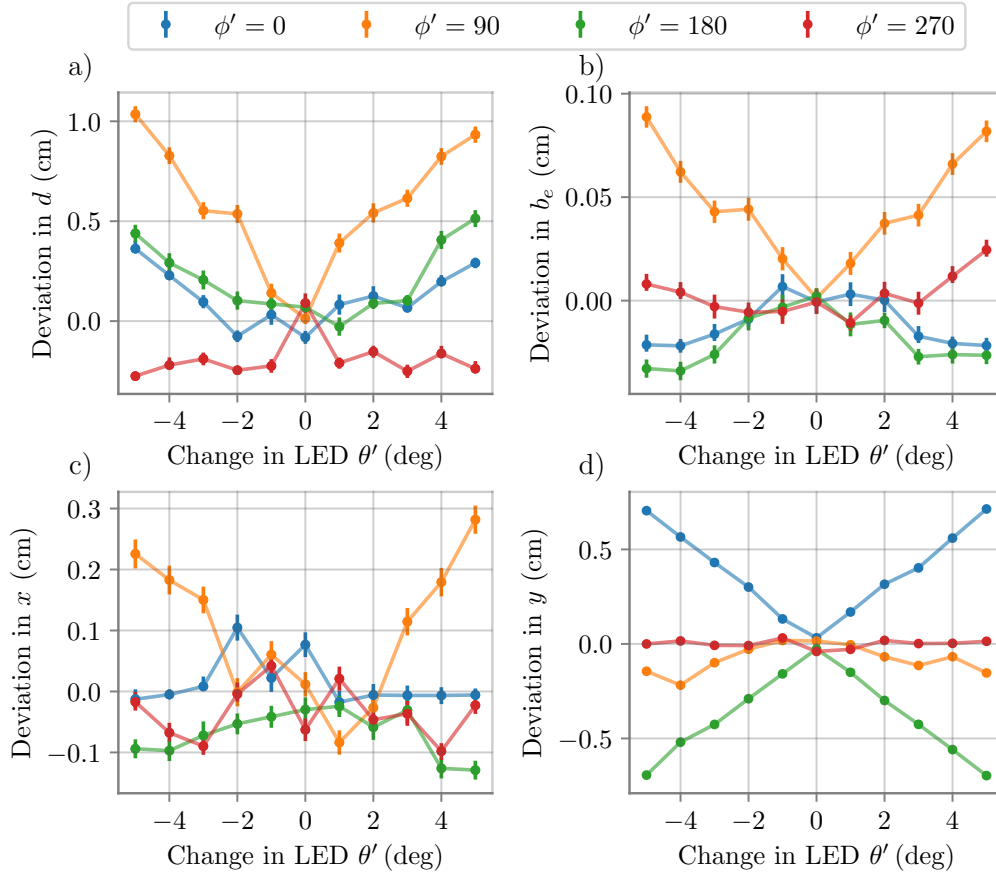 ϕ′ = 0 ϕ′ = 90 ϕ′ = 180 ϕ′ = 270
a)
Deviation in d (cm)
1.0
0.5
0.0
−4 −2 0 2 4
Change in LED θ′ (deg)
b)
Deviation in bₑ (cm)
0.10
0.05
0.00
−4 −2 0 2 4
Change in LED θ′ (deg)
c)
Deviation in x (cm)
0.3
0.2
0.1
0.0
−0.1
−4 −2 0 2 4
Change in LED θ′ (deg)
d)
Deviation in y (cm)
0.5
0.0
−0.5
−4 −2 0 2 4
Change in LED θ′ (deg)